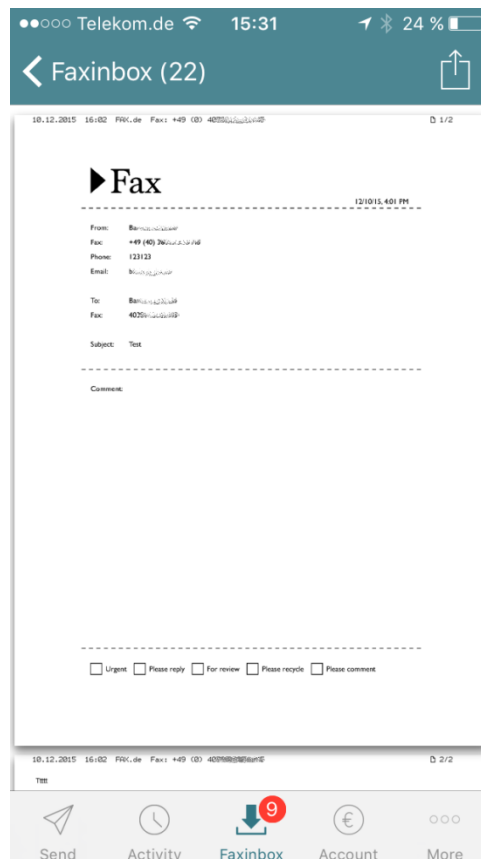 Telekom.de 15:31 24 %
Faxinbox (22)
10.12.2015 16:02 FAX.de Fax: +49 (0) 1/2
Fax
12/10/15, 4:01 PM
From:
Fax: +49 (40)
Phone: 123123
Email:
To:
Fax:
Subject: Test
Comment:
Urgent Please reply For review Please recycle Please comment
10.12.2015 16:02 FAX.de Fax: +49 (0) 2/2
Tttt
9
Send Activity Faxinbox Account More